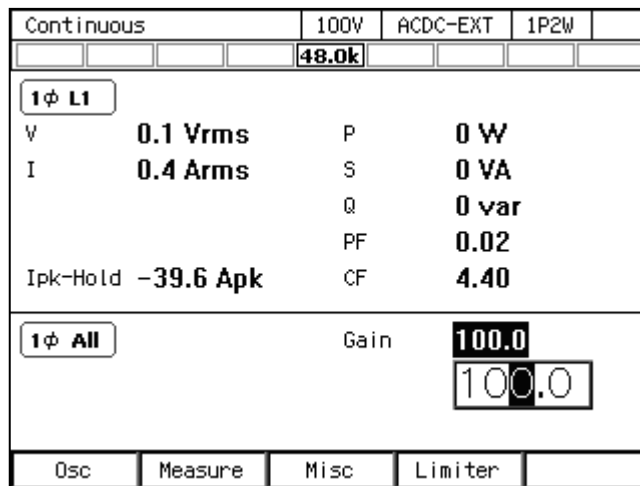 Continuous 100V ACDC-EXT 1P2W
48.0k
1ϕ L1
V 0.1 Vrms P 0 W
I 0.4 Arms S 0 VA
Q 0 var
PF 0.02
Ipk-Hold -39.6 Apk CF 4.40
1ϕ All Gain 100.0
100.0
Osc Measure Misc Limiter